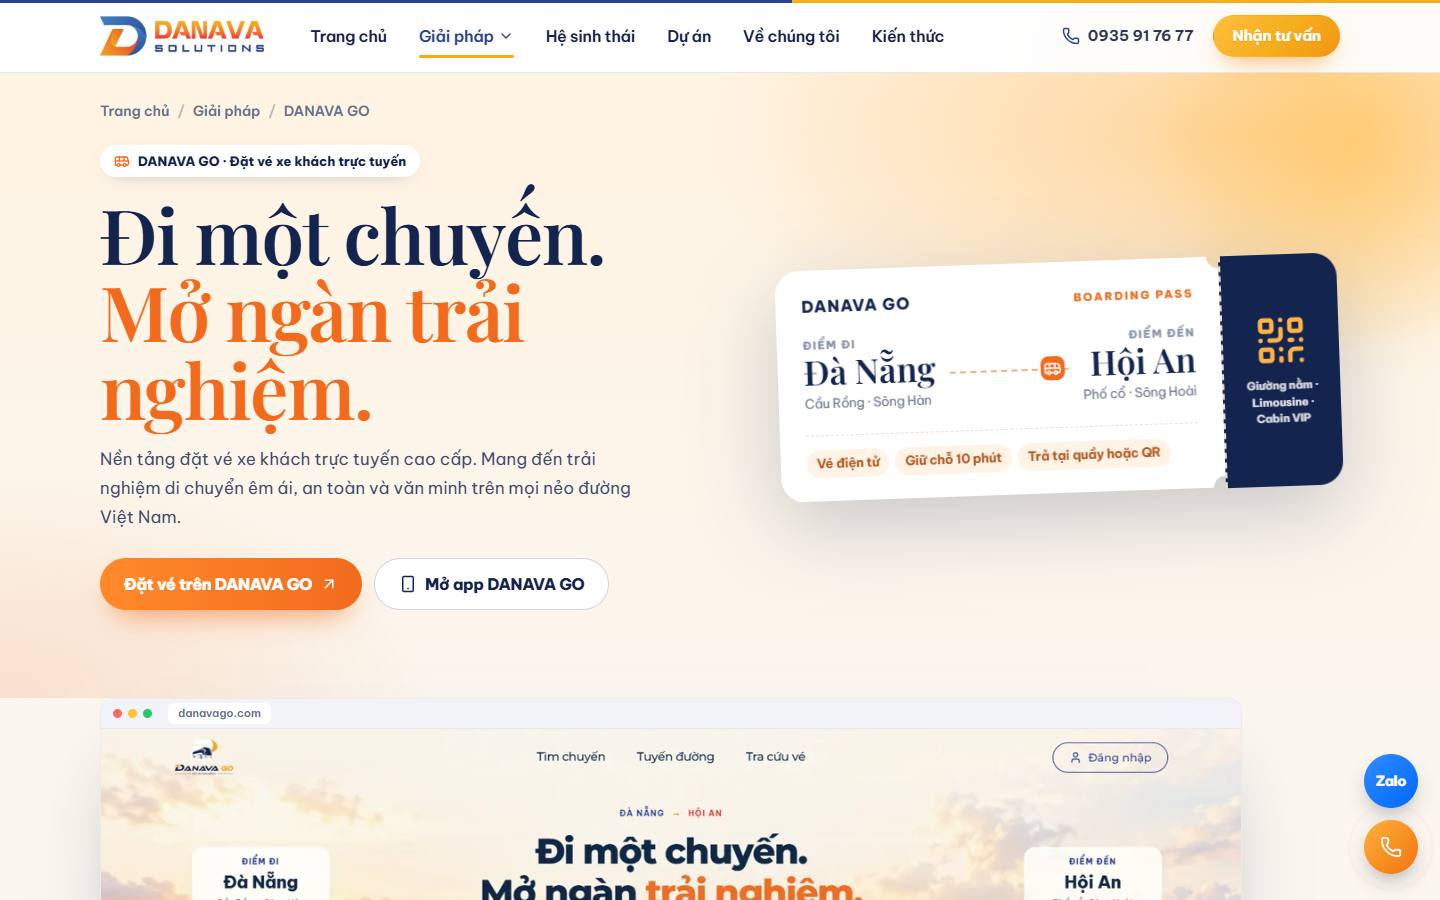 DANAVA
SOLUTIONS
Trang chủ
Giải pháp
Hệ sinh thái
Dự án
Về chúng tôi
Kiến thức
0935 91 76 77
Nhận tư vấn
Trang chủ / Giải pháp / DANAVA GO
DANAVA GO · Đặt vé xe khách trực tuyến
Đi một chuyến.
Mở ngàn trải
nghiệm.
Nền tảng đặt vé xe khách trực tuyến cao cấp. Mang đến trải
nghiệm di chuyển êm ái, an toàn và văn minh trên mọi nẻo đường
Việt Nam.
Đặt vé trên DANAVA GO
Mở app DANAVA GO
DANAVA GO
BOARDING PASS
ĐIỂM ĐI
Đà Nẵng
Cầu Rồng · Sông Hàn
ĐIỂM ĐẾN
Hội An
Phố cổ · Sông Hoài
Vé điện tử
Giữ chỗ 10 phút
Trả tại quầy hoặc QR
Giường nằm ·
Limousine ·
Cabin VIP
danavago.com
DANAVA GO
Tìm chuyến
Tuyến đường
Tra cứu vé
Đăng nhập
ĐÀ NẴNG → HỘI AN
Đi một chuyến.
Mở ngàn trải nghiệm.
ĐIỂM ĐI
Đà Nẵng
ĐIỂM ĐẾN
Hội An
Zalo